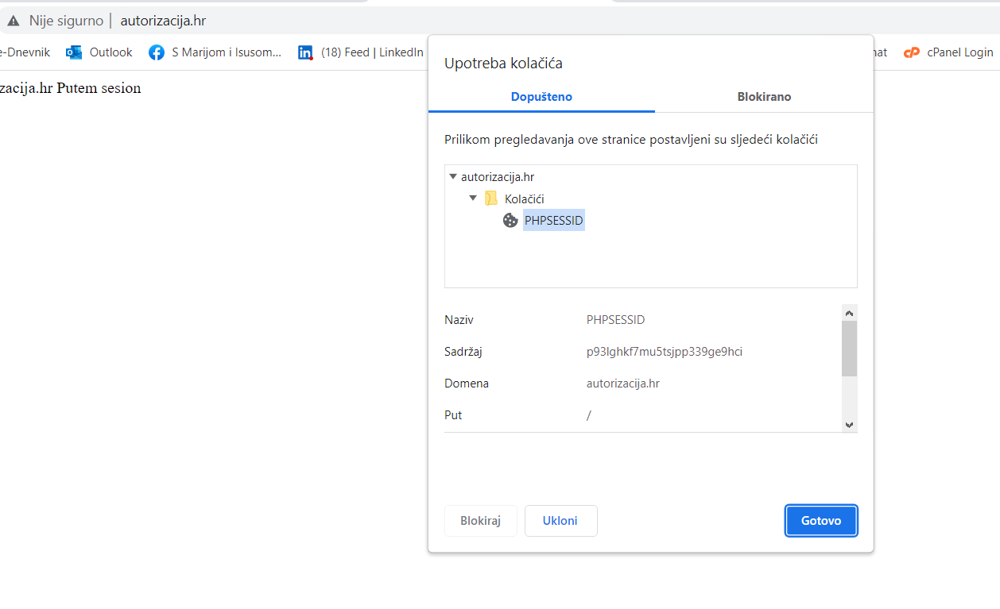 Nije sigurno | autorizacija.hr
e-Dnevnik Outlook S Marijom i Isusom... (18) Feed | LinkedIn hat cPanel Login
zacija.hr Putem sesion
Upotreba kolačića
Dopušteno Blokirano
Prilikom pregledavanja ove stranice postavljeni su sljedeći kolačići
autorizacija.hr
Kolačići
PHPSESSID
Naziv PHPSESSID
Sadržaj p93lghkf7mu5tsjpp339ge9hci
Domena autorizacija.hr
Put /
Blokiraj Ukloni Gotovo